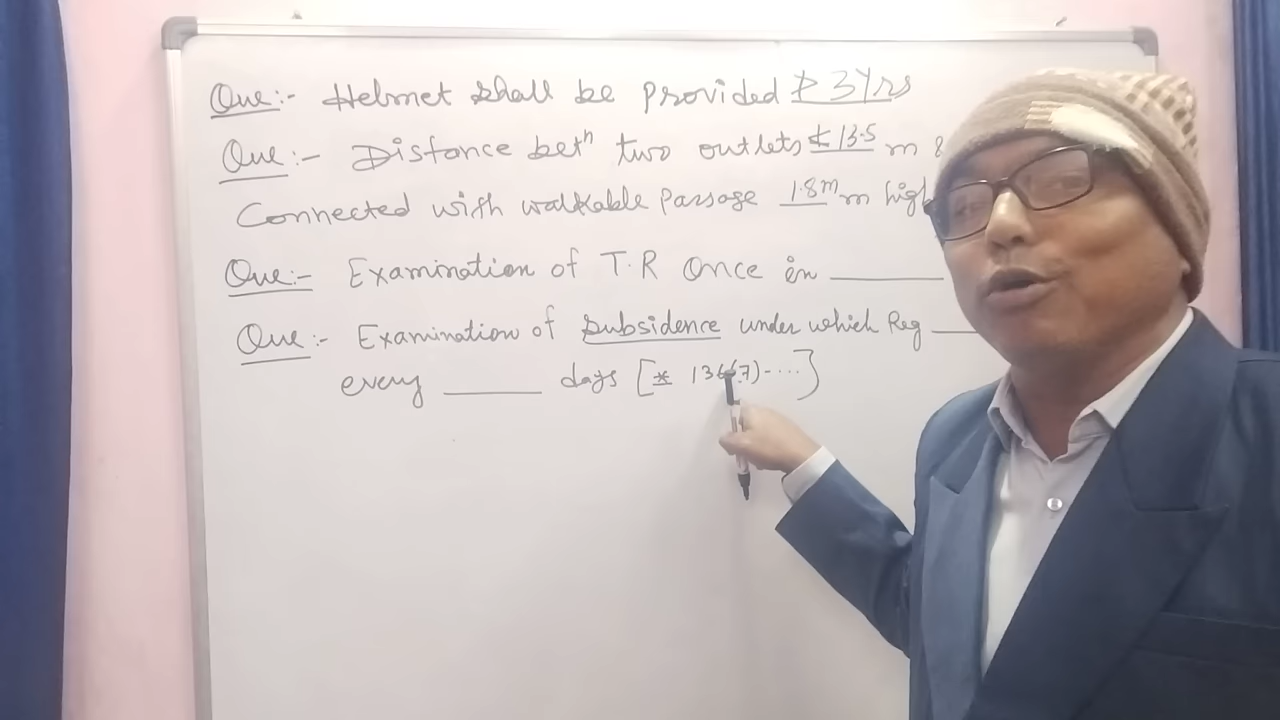 Que:- Helmet shall be provided ≯ 3 Yrs
Que:- Distance betⁿ two outlets ≮ 13.5 m &
Connected with walkable passage 1.8m m high
Que:- Examination of T.R Once in ______
Que:- Examination of subsidence under which Reg ____
every ______ days [* 136(7)-...]